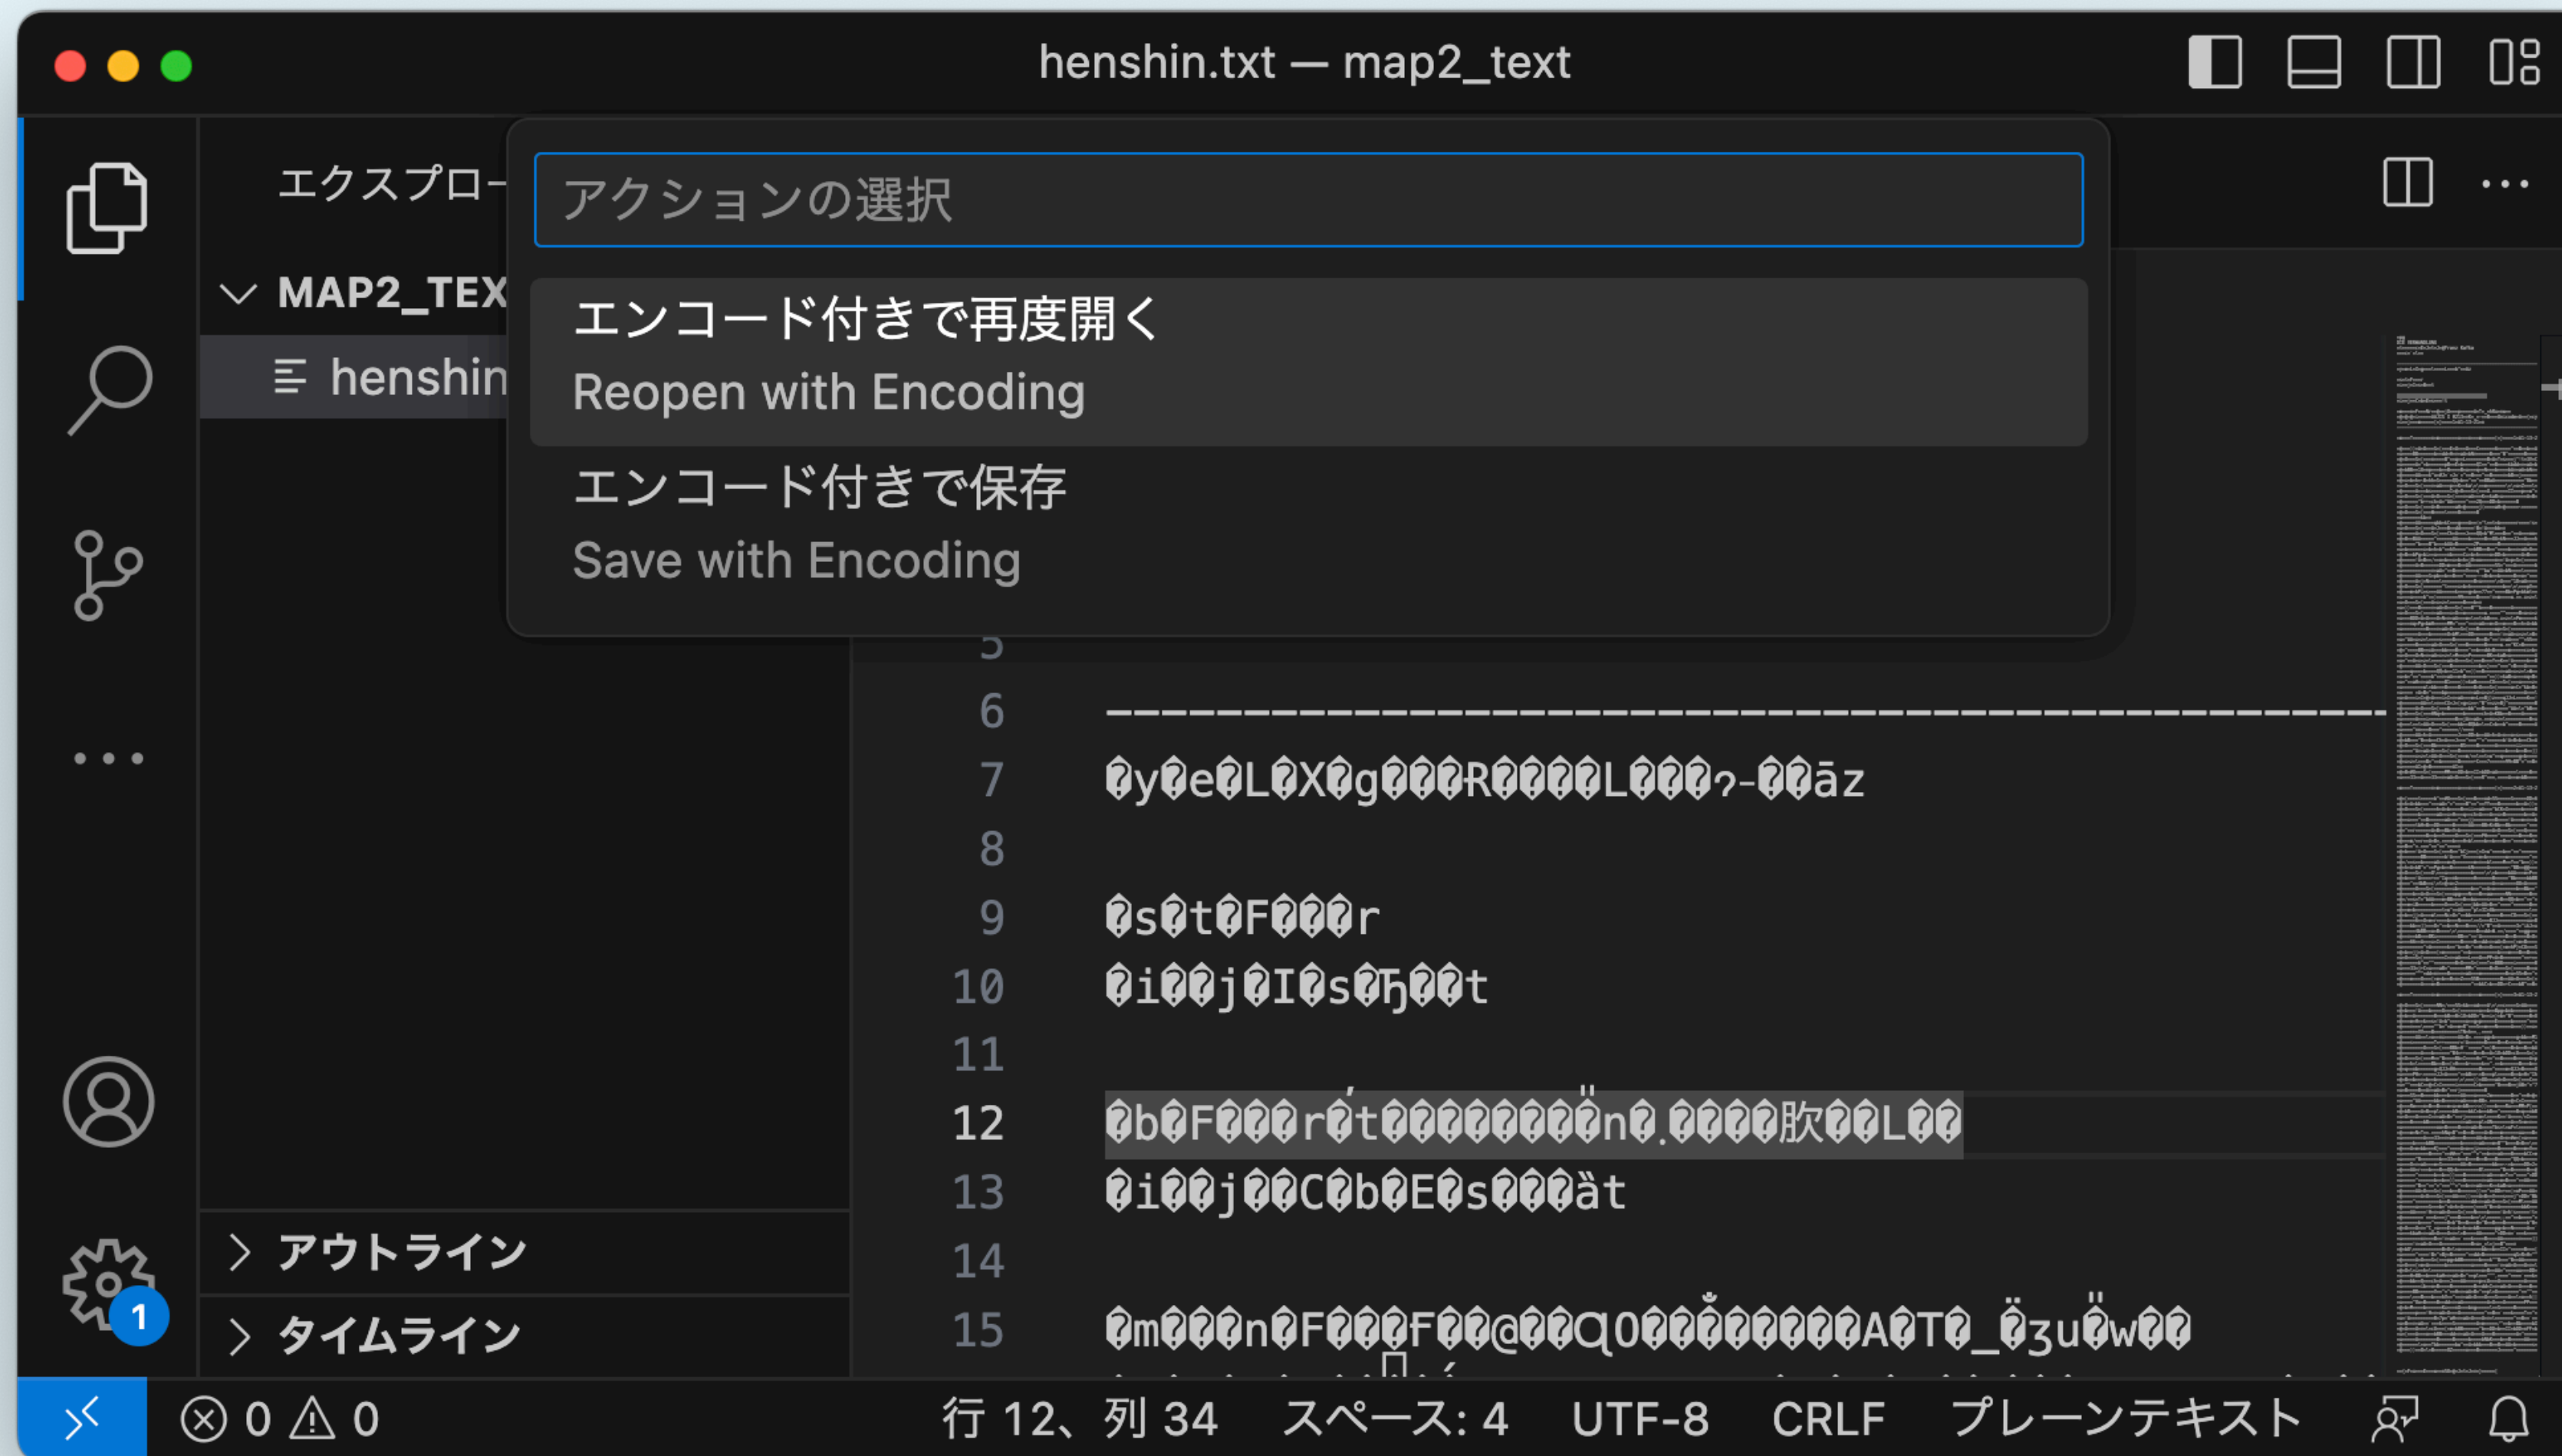 henshin.txt — map2_text
エクスプロー
アクションの選択
エンコード付きで再度開く
Reopen with Encoding
エンコード付きで保存
Save with Encoding
MAP2_TEX
henshin
5
6 -----------------------------------------------
7 �y�e�L�X�g���R����L���?-��āz
8
9 �s�t�F���r
10 �i��j�I�s�Ђ��t
11
12
13 �i��j��C�b�E�s���ȁt
14
15
アウトライン
タイムライン
1
0 0
行 12、列 34 スペース: 4 UTF-8 CRLF プレーンテキスト